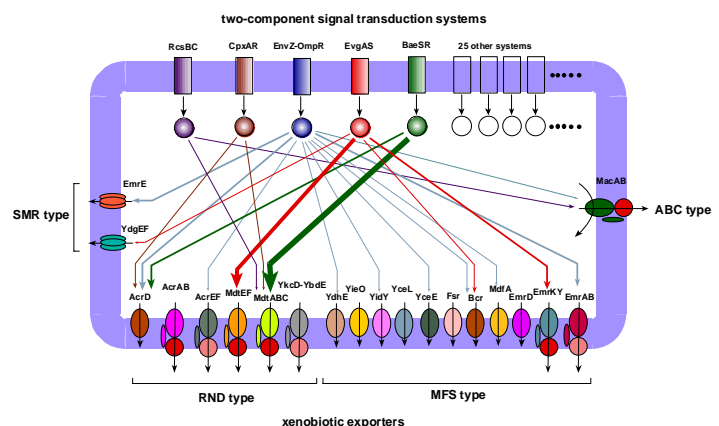 two-component signal transduction systems
RcsBC CpxAR EnvZ-OmpR EvgAS BaeSR 25 other systems
EmrE
MacAB
SMR type
ABC type
YdgEF
AcrD AcrAB AcrEF MdtEF MdtABC YkcD-YbdE YdhE YieO YidY YceL YceE Fsr Bcr MdfA EmrD EmrKY EmrAB
RND type MFS type
xenobiotic exporters